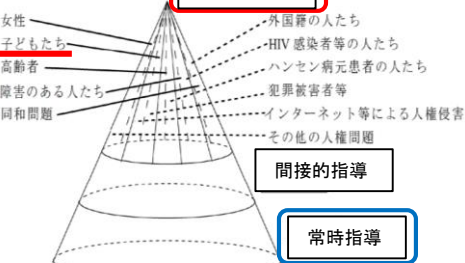 女性
子どもたち
高齢者
障害のある人たち
同和問題
外国籍の人たち
HIV 感染者等の人たち
ハンセン病元患者の人たち
犯罪被害者等
インターネット等による人権侵害
その他の人権問題
間接的指導
常時指導